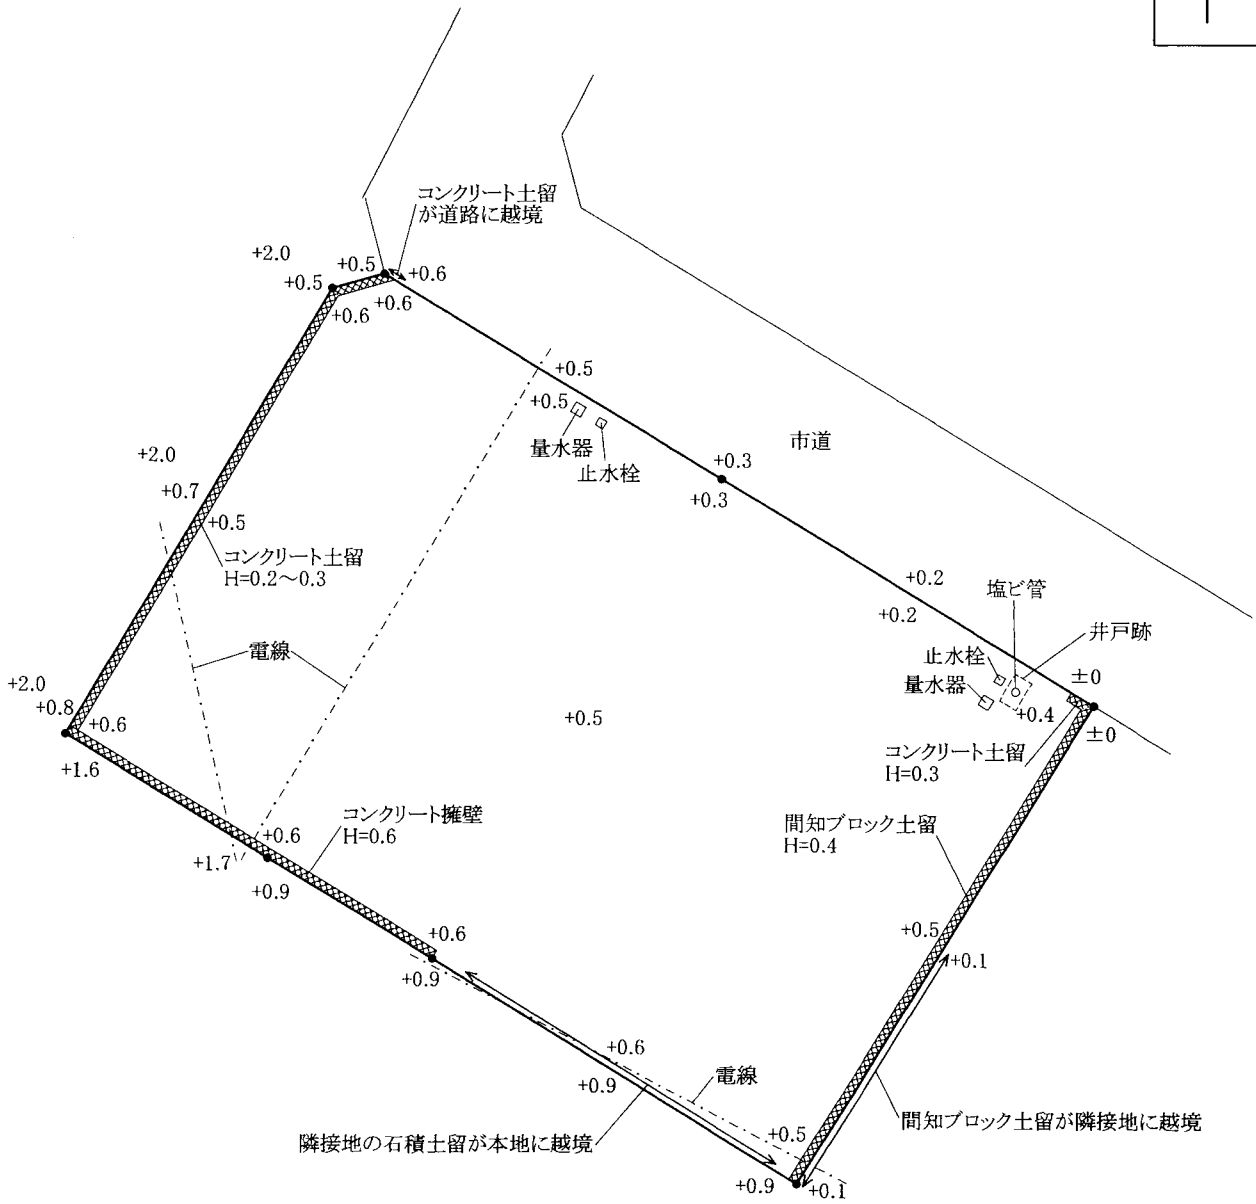 コンクリート土留
が道路に越境
+2.0
+0.5
+0.5
+0.6
+0.6
+0.6
+0.5
+0.5
量水器
止水栓
市道
+0.3
+0.3
+2.0
+0.7
+0.5
コンクリート土留
H=0.2〜0.3
+0.2
+0.2
塩ビ管
井戸跡
止水栓
量水器
±0
+0.4
±0
電線
+2.0
+0.8
+0.6
+1.6
+0.5
コンクリート土留
H=0.3
コンクリート擁壁
H=0.6
間知ブロック土留
H=0.4
+0.6
+1.7
+0.9
+0.6
+0.9
+0.5
+0.1
+0.6
+0.9
電線
間知ブロック土留が隣接地に越境
隣接地の石積土留が本地に越境
+0.5
+0.9
+0.1